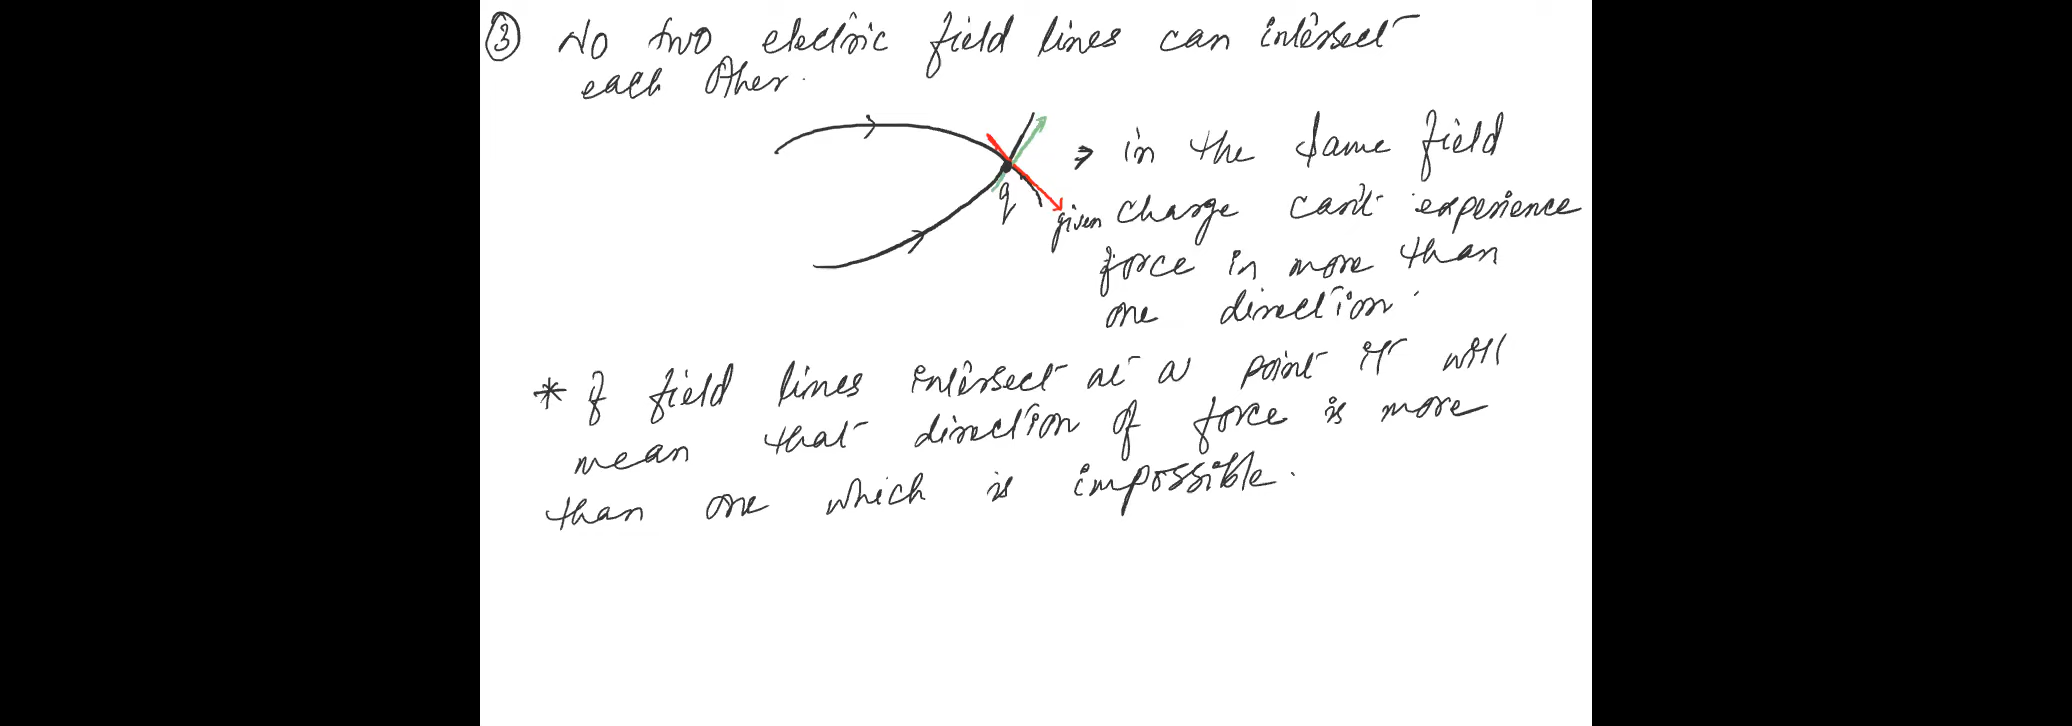 ③ No two electric field lines can intersect
each other.
⇒ in the same field
q
given charge can't experience
force in more than
one direction.
* if field lines intersect at a point it will
mean that direction of force is more
than one which is impossible.